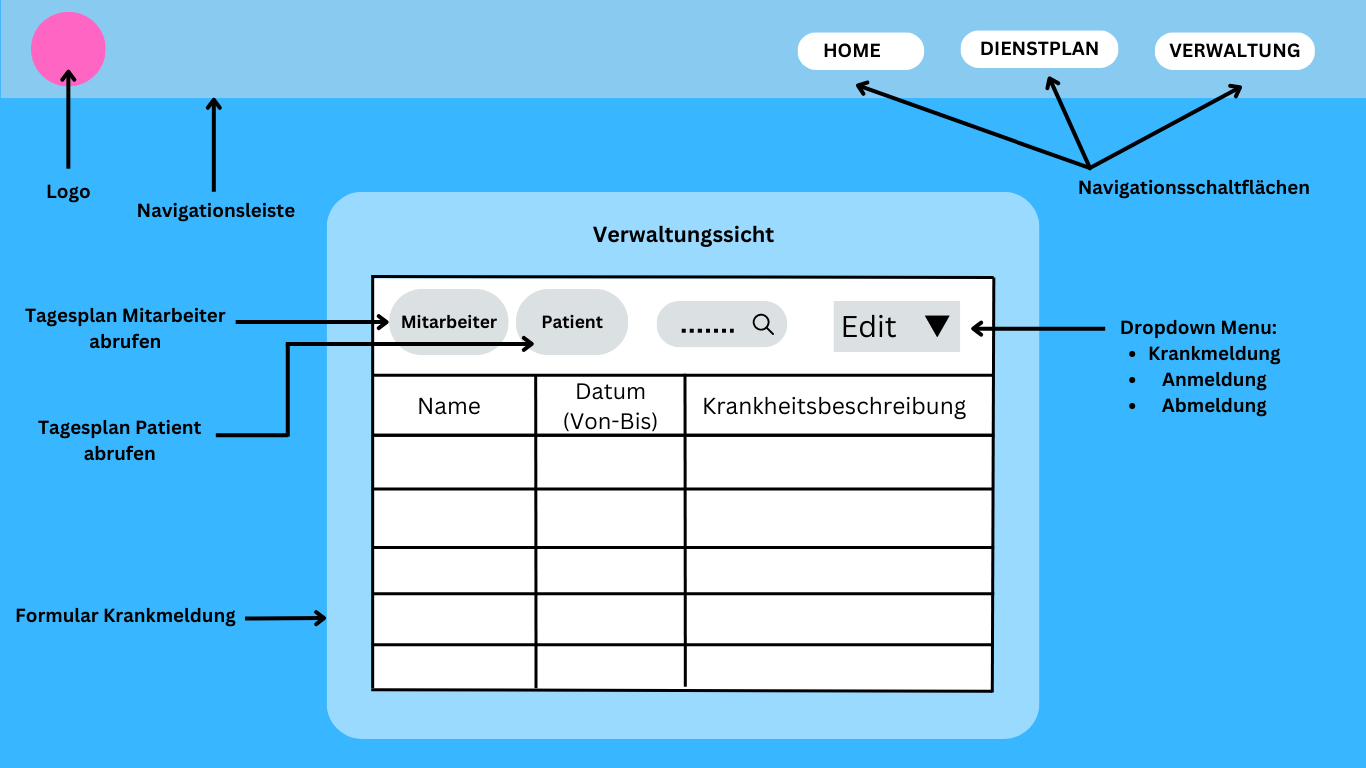 HOME
DIENSTPLAN
VERWALTUNG
Logo
Navigationsleiste
Navigationsschaltflächen
Verwaltungssicht
Tagesplan Mitarbeiter
abrufen
Mitarbeiter
Patient
.......
Edit
Dropdown Menu:
• Krankmeldung
• Anmeldung
• Abmeldung
Name
Datum
(Von-Bis)
Krankheitsbeschreibung
Tagesplan Patient
abrufen
Formular Krankmeldung